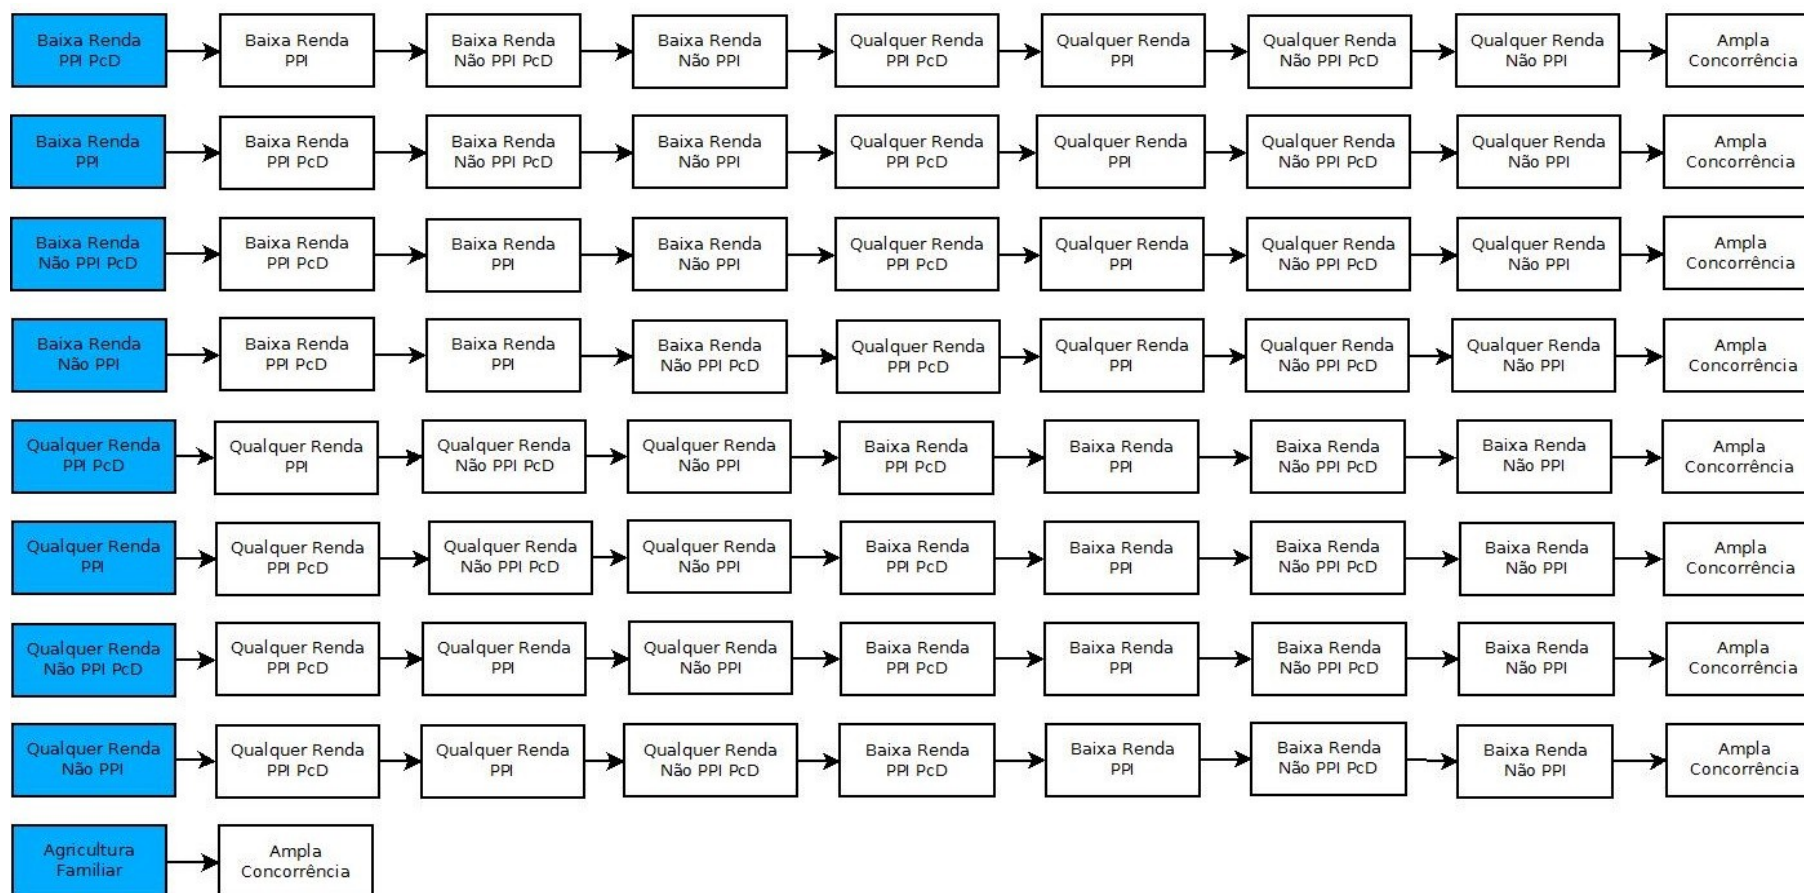 Baixa Renda
PPI PcD
Baixa Renda
PPI
Baixa Renda
Não PPI PcD
Baixa Renda
Não PPI
Qualquer Renda
PPI PcD
Qualquer Renda
PPI
Qualquer Renda
Não PPI PcD
Qualquer Renda
Não PPI
Ampla
Concorrência
Baixa Renda
PPI
Baixa Renda
PPI PcD
Baixa Renda
Não PPI PcD
Baixa Renda
Não PPI
Qualquer Renda
PPI PcD
Qualquer Renda
PPI
Qualquer Renda
Não PPI PcD
Qualquer Renda
Não PPI
Ampla
Concorrência
Baixa Renda
Não PPI PcD
Baixa Renda
PPI PcD
Baixa Renda
PPI
Baixa Renda
Não PPI
Qualquer Renda
PPI PcD
Qualquer Renda
PPI
Qualquer Renda
Não PPI PcD
Qualquer Renda
Não PPI
Ampla
Concorrência
Baixa Renda
Não PPI
Baixa Renda
PPI PcD
Baixa Renda
PPI
Baixa Renda
Não PPI PcD
Qualquer Renda
PPI PcD
Qualquer Renda
PPI
Qualquer Renda
Não PPI PcD
Qualquer Renda
Não PPI
Ampla
Concorrência
Qualquer Renda
PPI PcD
Qualquer Renda
PPI
Qualquer Renda
Não PPI PcD
Qualquer Renda
Não PPI
Baixa Renda
PPI PcD
Baixa Renda
PPI
Baixa Renda
Não PPI PcD
Baixa Renda
Não PPI
Ampla
Concorrência
Qualquer Renda
PPI
Qualquer Renda
PPI PcD
Qualquer Renda
Não PPI PcD
Qualquer Renda
Não PPI
Baixa Renda
PPI PcD
Baixa Renda
PPI
Baixa Renda
Não PPI PcD
Baixa Renda
Não PPI
Ampla
Concorrência
Qualquer Renda
Não PPI PcD
Qualquer Renda
PPI PcD
Qualquer Renda
PPI
Qualquer Renda
Não PPI
Baixa Renda
PPI PcD
Baixa Renda
PPI
Baixa Renda
Não PPI PcD
Baixa Renda
Não PPI
Ampla
Concorrência
Qualquer Renda
Não PPI
Qualquer Renda
PPI PcD
Qualquer Renda
PPI
Qualquer Renda
Não PPI PcD
Baixa Renda
PPI PcD
Baixa Renda
PPI
Baixa Renda
Não PPI PcD
Baixa Renda
Não PPI
Ampla
Concorrência
Agricultura
Familiar
Ampla
Concorrência